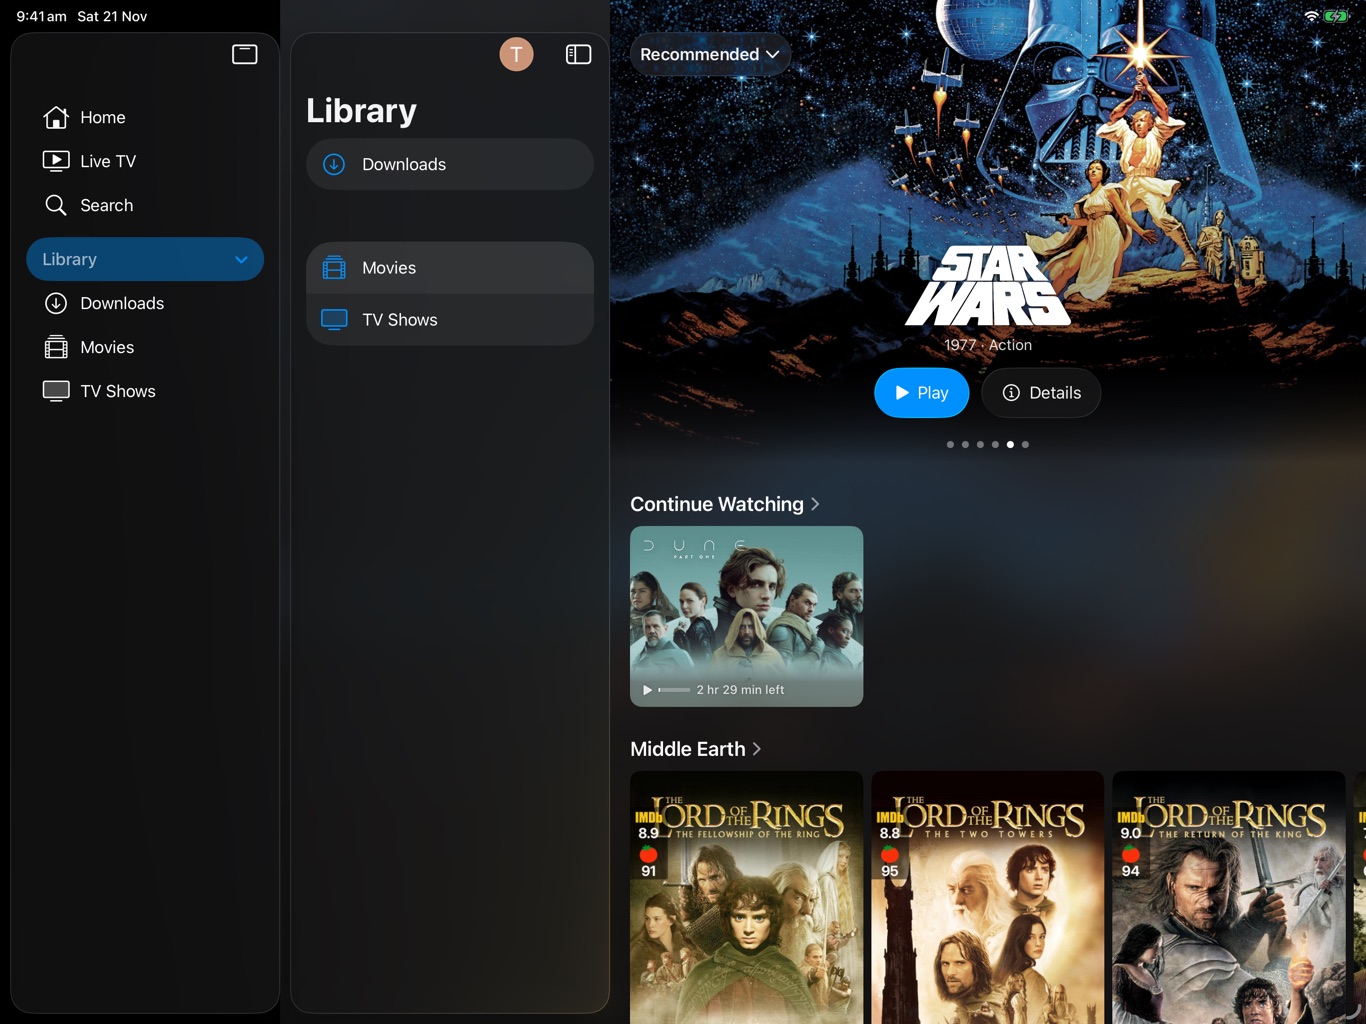 9:41 am Sat 21 Nov
Home
Live TV
Search
Library
Downloads
Movies
TV Shows
T
Library
Downloads
Movies
TV Shows
Recommended
STAR
WARS
1977 · Action
Play
Details
Continue Watching
DUNE
PART ONE
2 hr 29 min left
Middle Earth
THE
LORD OF THE RINGS
THE FELLOWSHIP OF THE RING
IMDb
8.9
91
THE
LORD OF THE RINGS
THE TWO TOWERS
IMDb
8.8
95
THE
LORD OF THE RINGS
THE RETURN OF THE KING
IMDb
9.0
94